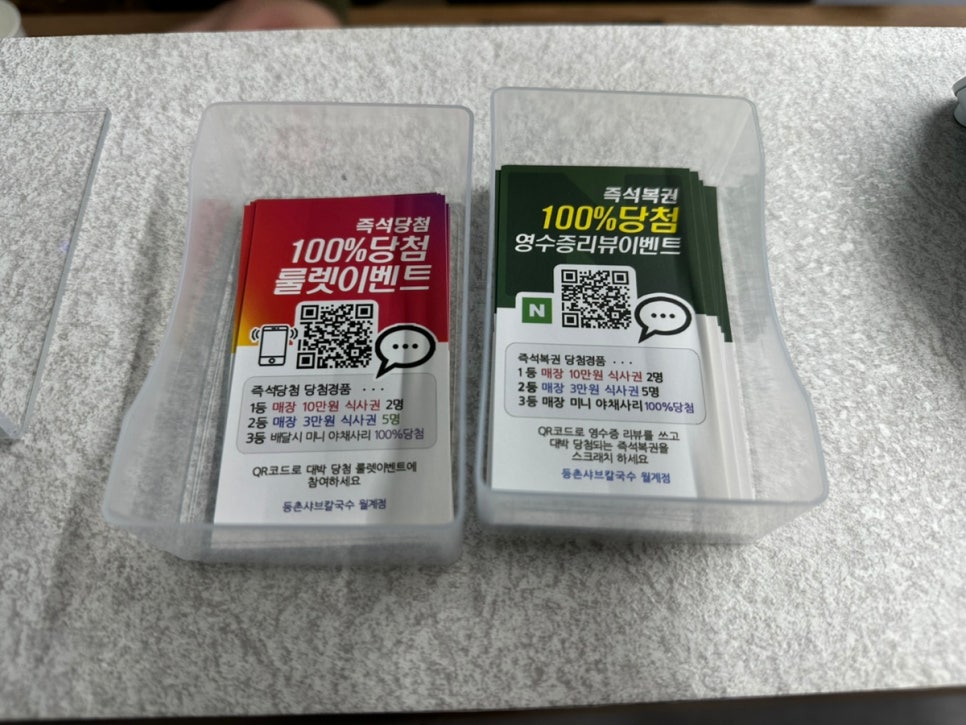 즉석당첨
100%당첨
룰렛이벤트
즉석당첨 당첨경품 ...
1등 매장 10만원 식사권 2명
2등 매장 3만원 식사권 5명
3등 배달시 미니 야채사리 100%당첨
QR코드로 대박 당첨 룰렛이벤트에
참여하세요
등촌샤브칼국수 월계점
즉석복권
100%당첨
영수증리뷰이벤트
N
즉석복권 당첨경품 ...
1등 매장 10만원 식사권 2명
2등 매장 3만원 식사권 5명
3등 매장 미니 야채사리 100%당첨
QR코드로 영수증 리뷰를 쓰고
대박 당첨되는 즉석복권을
스크래치 하세요
등촌샤브칼국수 월계점